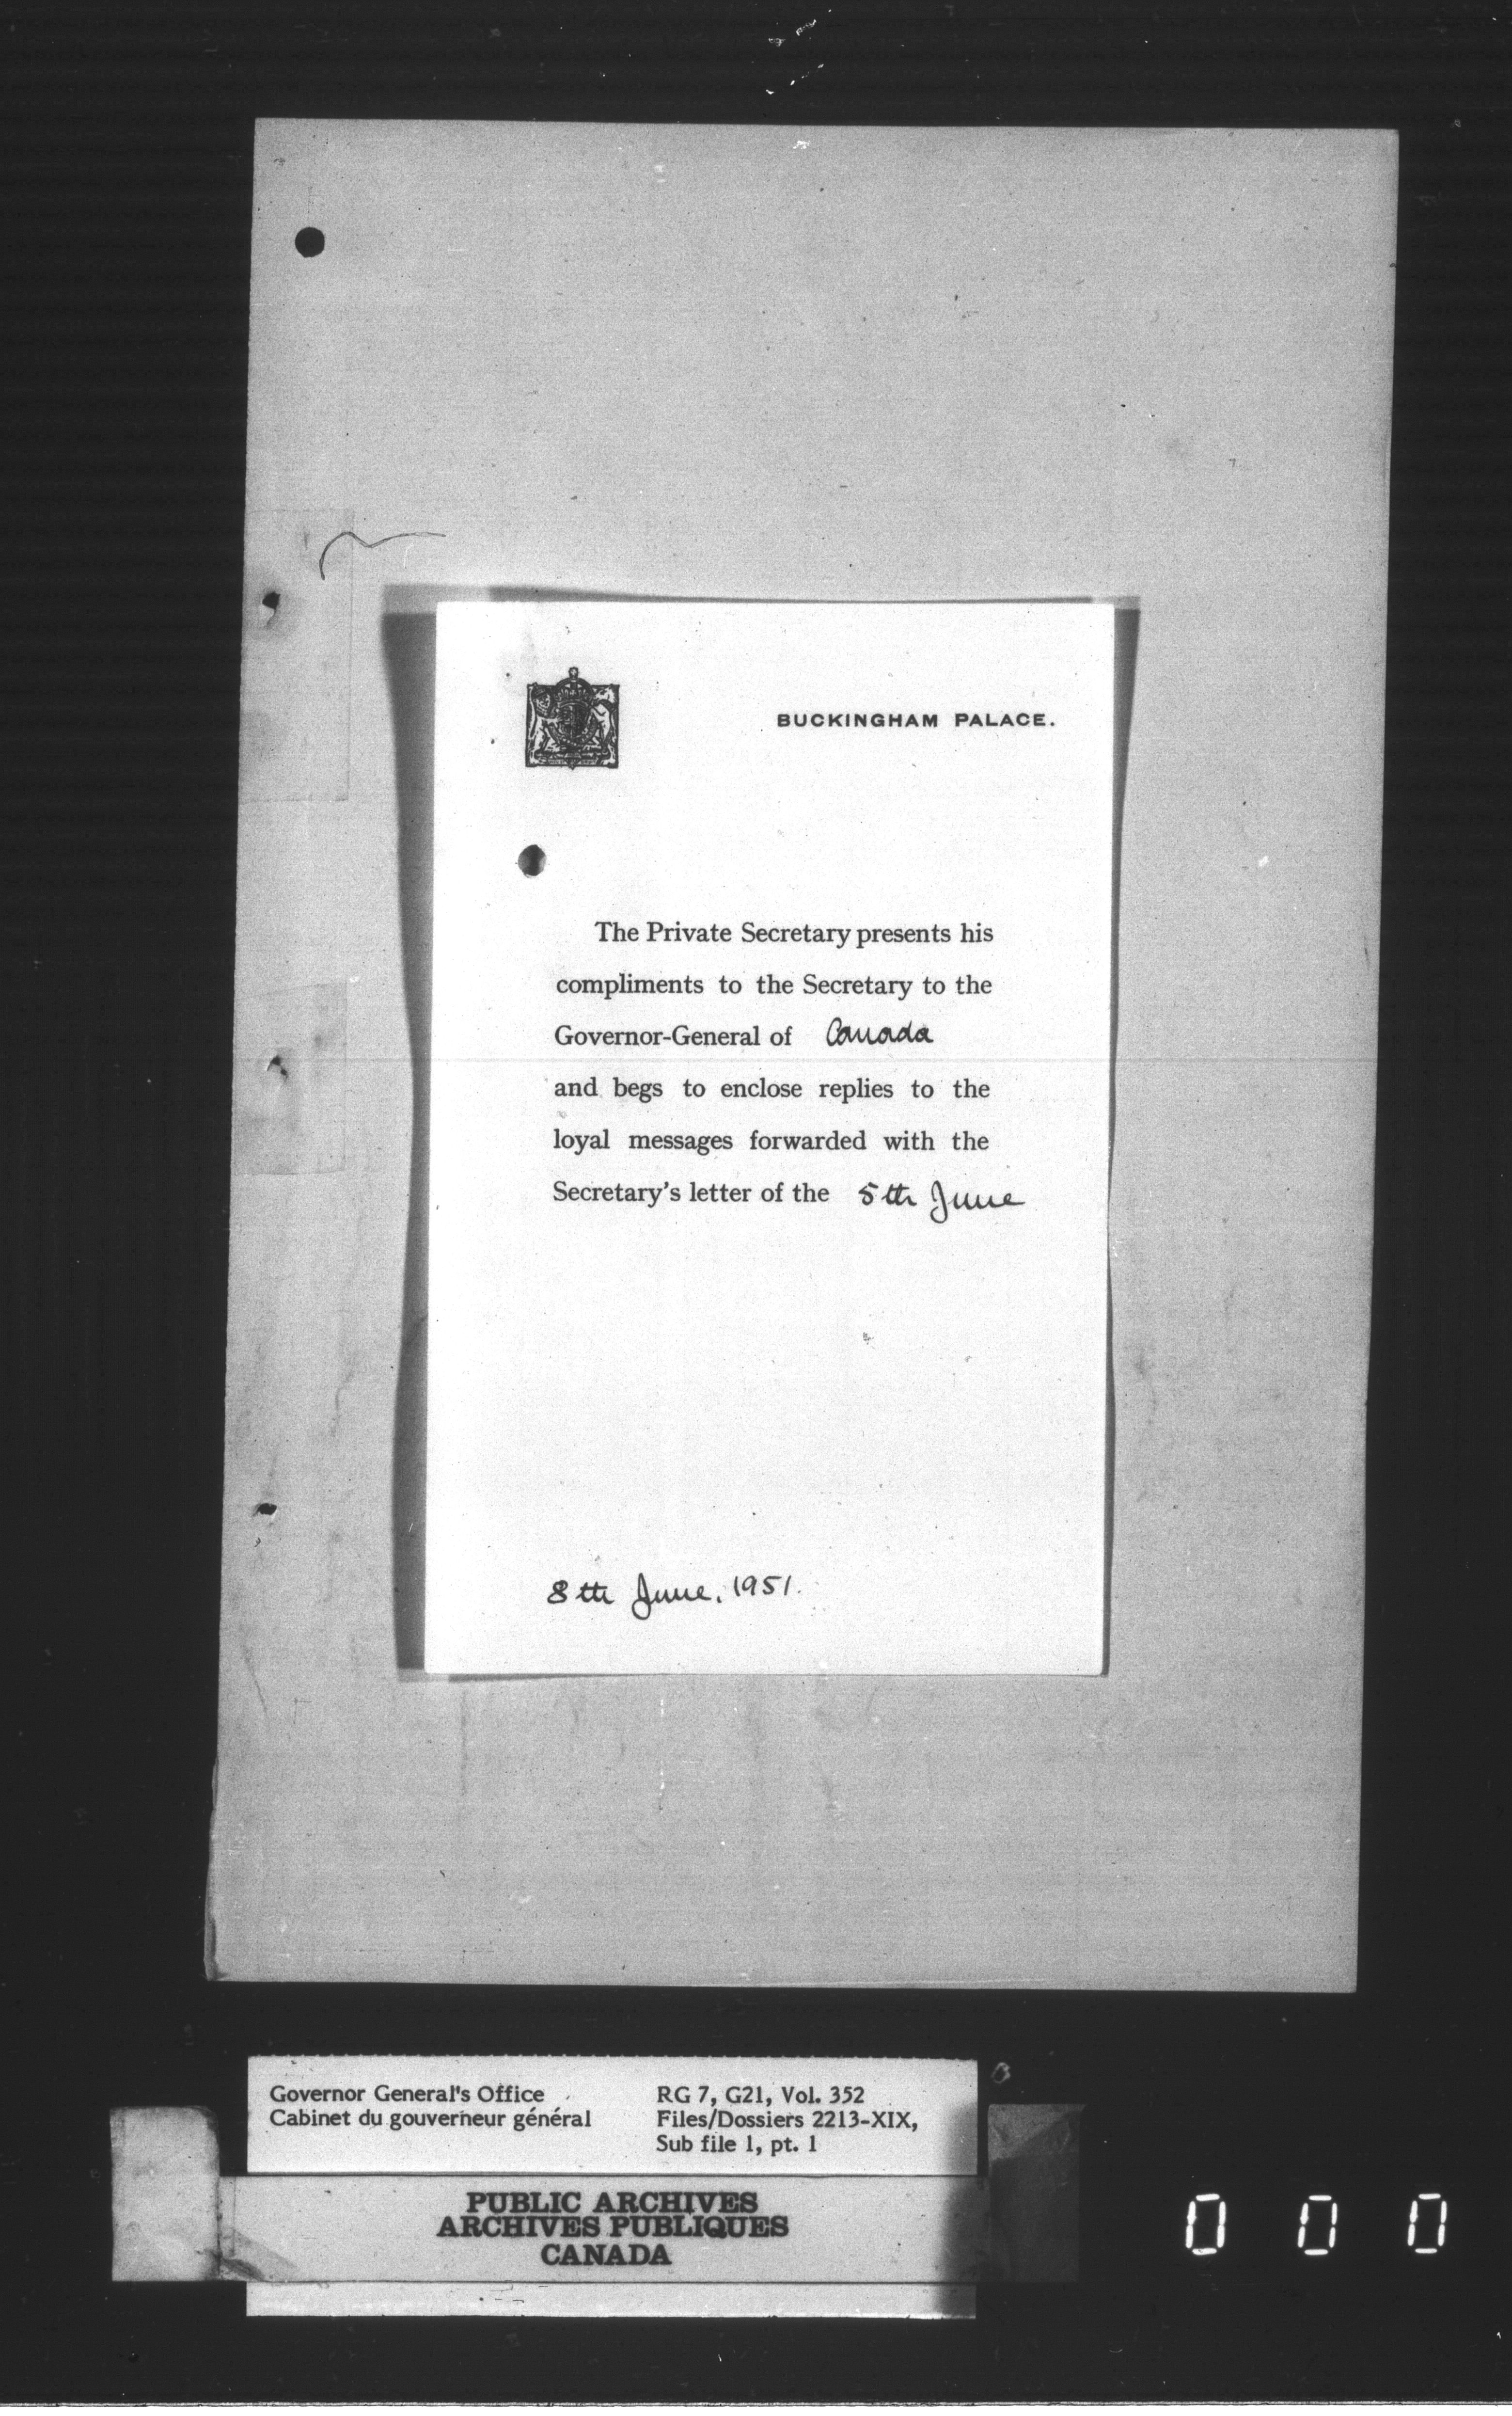 BUCKINGHAM PALACE.
The Private Secretary presents his
compliments to the Secretary to the
Governor-General of Canada
and begs to enclose replies to the
loyal messages forwarded with the
Secretary's letter of the 5th June
8th June, 1951.
Governor General's Office
Cabinet du gouverneur général
RG 7, G21, Vol. 352
Files/Dossiers 2213-XIX,
Sub file 1, pt. 1
PUBLIC ARCHIVES
ARCHIVES PUBLIQUES
CANADA
0 0 0